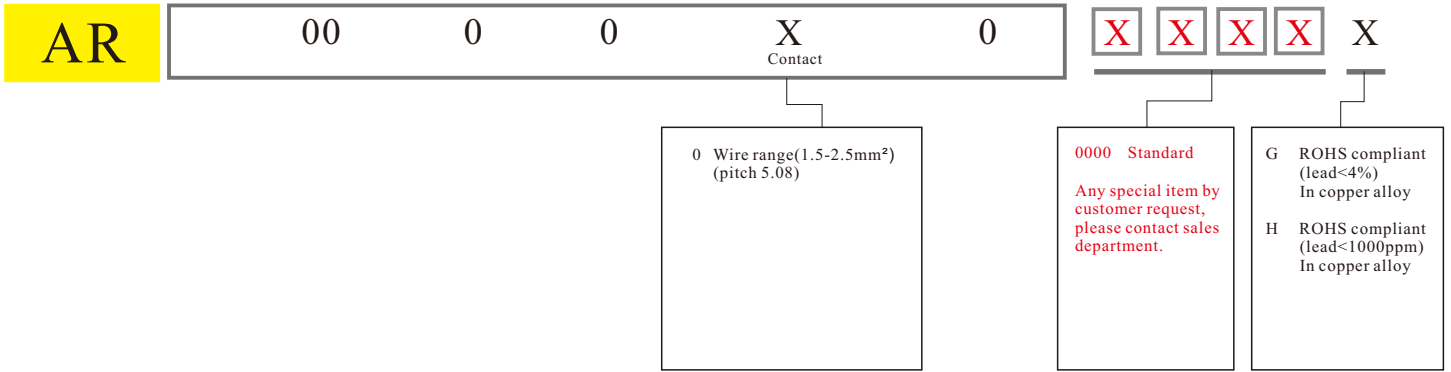 AR 00 0 0 X 0 X X X X X
Contact
0 Wire range(1.5-2.5mm²)
(pitch 5.08)
0000 Standard
Any special item by
customer request,
please contact sales
department.
G ROHS compliant
(lead<4%)
In copper alloy
H ROHS compliant
(lead<1000ppm)
In copper alloy